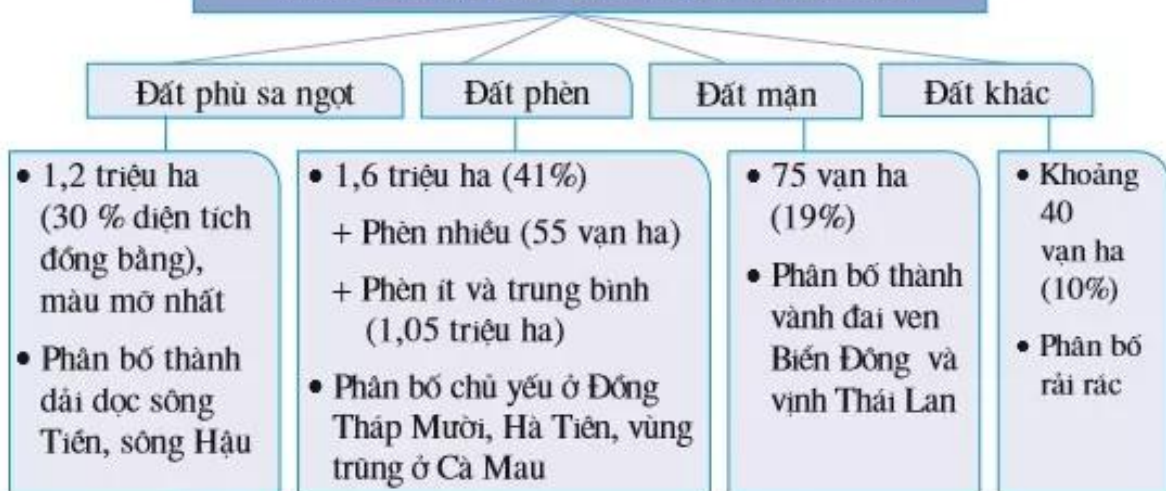 Đất phù sa ngọt
Đất phèn
Đất mặn
Đất khác
• 1,2 triệu ha
(30 % diện tích
đồng bằng),
màu mỡ nhất
• Phân bố thành
dải dọc sông
Tiền, sông Hậu
• 1,6 triệu ha (41%)
+ Phèn nhiều (55 vạn ha)
+ Phèn ít và trung bình
(1,05 triệu ha)
• Phân bố chủ yếu ở Đồng
Tháp Mười, Hà Tiên, vùng
trũng ở Cà Mau
• 75 vạn ha
(19%)
• Phân bố thành
vành đai ven
Biển Đông và
vịnh Thái Lan
• Khoảng
40
vạn ha
(10%)
• Phân bố
rải rác